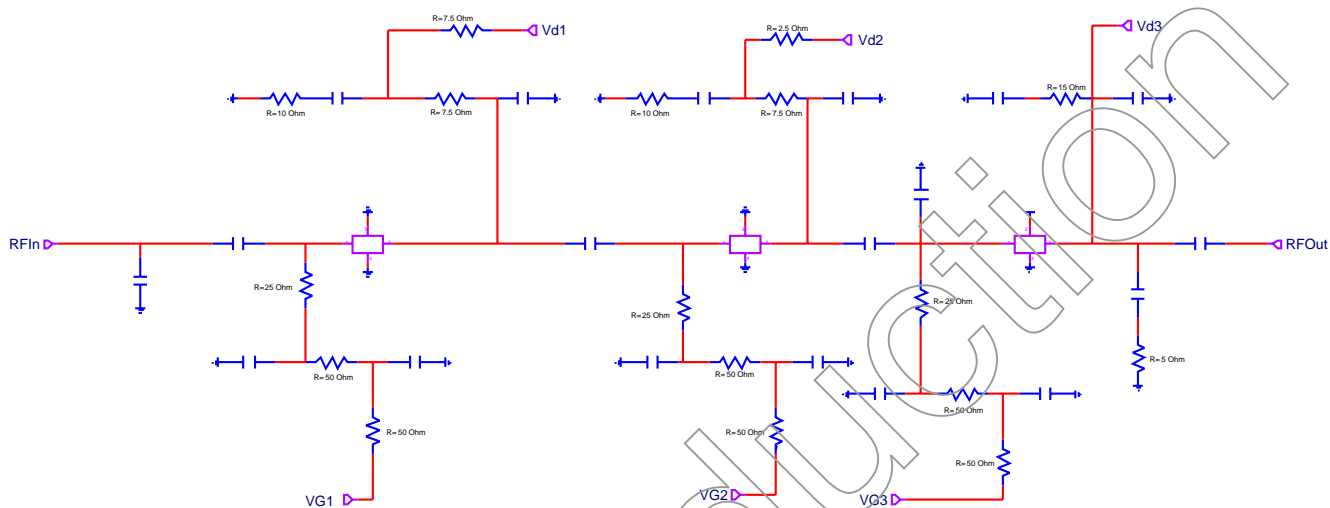 R=7.5 Ohm
Vd1
R=2.5 Ohm
Vd2
Vd3
R=10 Ohm
R=7.5 Ohm
R=10 Ohm
R=7.5 Ohm
R=15 Ohm
RFIn
RFOut
R=25 Ohm
R=25 Ohm
R=25 Ohm
R=50 Ohm
R=50 Ohm
R=5 Ohm
R=50 Ohm
R=50 Ohm
R=50 Ohm
R=50 Ohm
VG1
VG2
VG3
duction